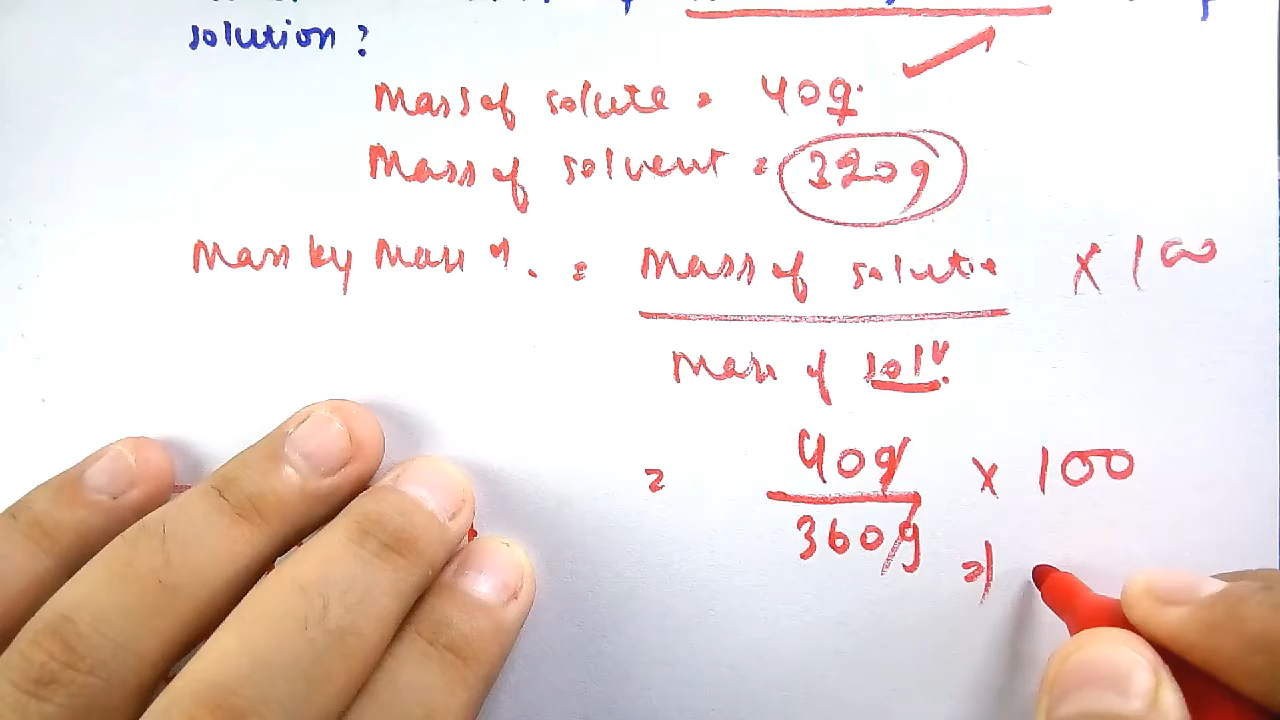 solution?
Mass of solute = 40g.
Mass of solvent = 320g
Mass by Mass %. = Mass of solute × 100
Mass of solⁿ.
= 40g × 100
360g
= 1